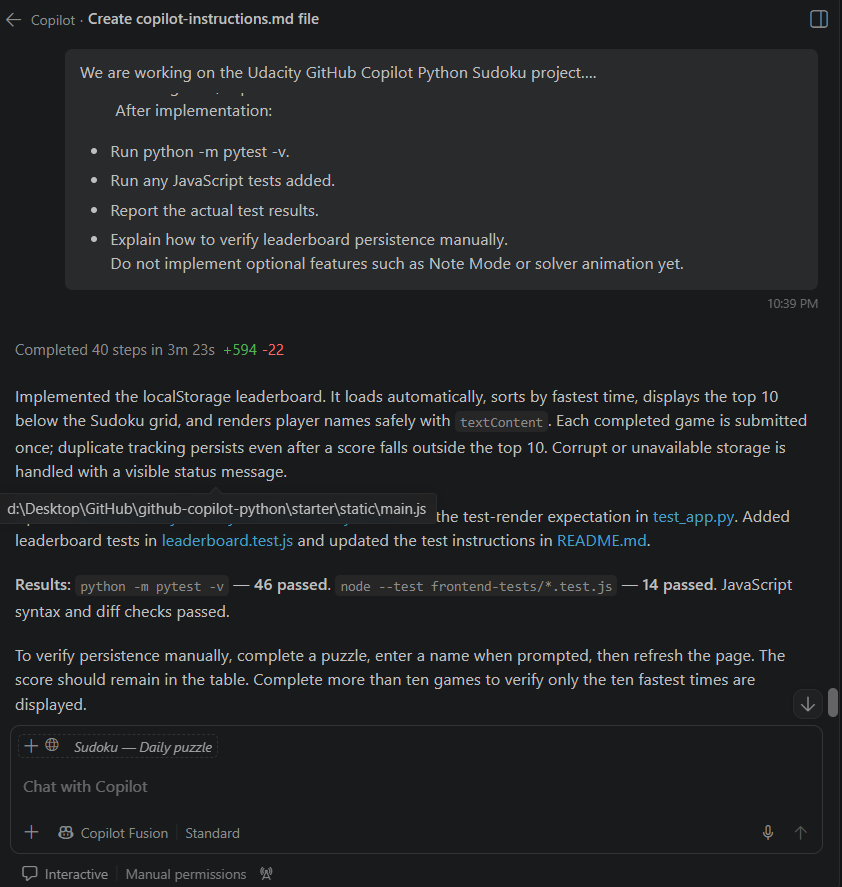 Copilot · Create copilot-instructions.md file
We are working on the Udacity GitHub Copilot Python Sudoku project....
After implementation:
• Run python -m pytest -v.
• Run any JavaScript tests added.
• Report the actual test results.
• Explain how to verify leaderboard persistence manually.
Do not implement optional features such as Note Mode or solver animation yet.
10:39 PM
Completed 40 steps in 3m 23s +594 -22
Implemented the localStorage leaderboard. It loads automatically, sorts by fastest time, displays the top 10
below the Sudoku grid, and renders player names safely with textContent. Each completed game is submitted
once; duplicate tracking persists even after a score falls outside the top 10. Corrupt or unavailable storage is
handled with a visible status message.
d:\Desktop\GitHub\github-copilot-python\starter\static\main.js
the test-render expectation in test_app.py. Added
leaderboard tests in leaderboard.test.js and updated the test instructions in README.md.
Results: python -m pytest -v — 46 passed. node --test frontend-tests/*.test.js — 14 passed. JavaScript
syntax and diff checks passed.
To verify persistence manually, complete a puzzle, enter a name when prompted, then refresh the page. The
score should remain in the table. Complete more than ten games to verify only the ten fastest times are
displayed.
Sudoku — Daily puzzle
Chat with Copilot
Copilot Fusion Standard
Interactive Manual permissions